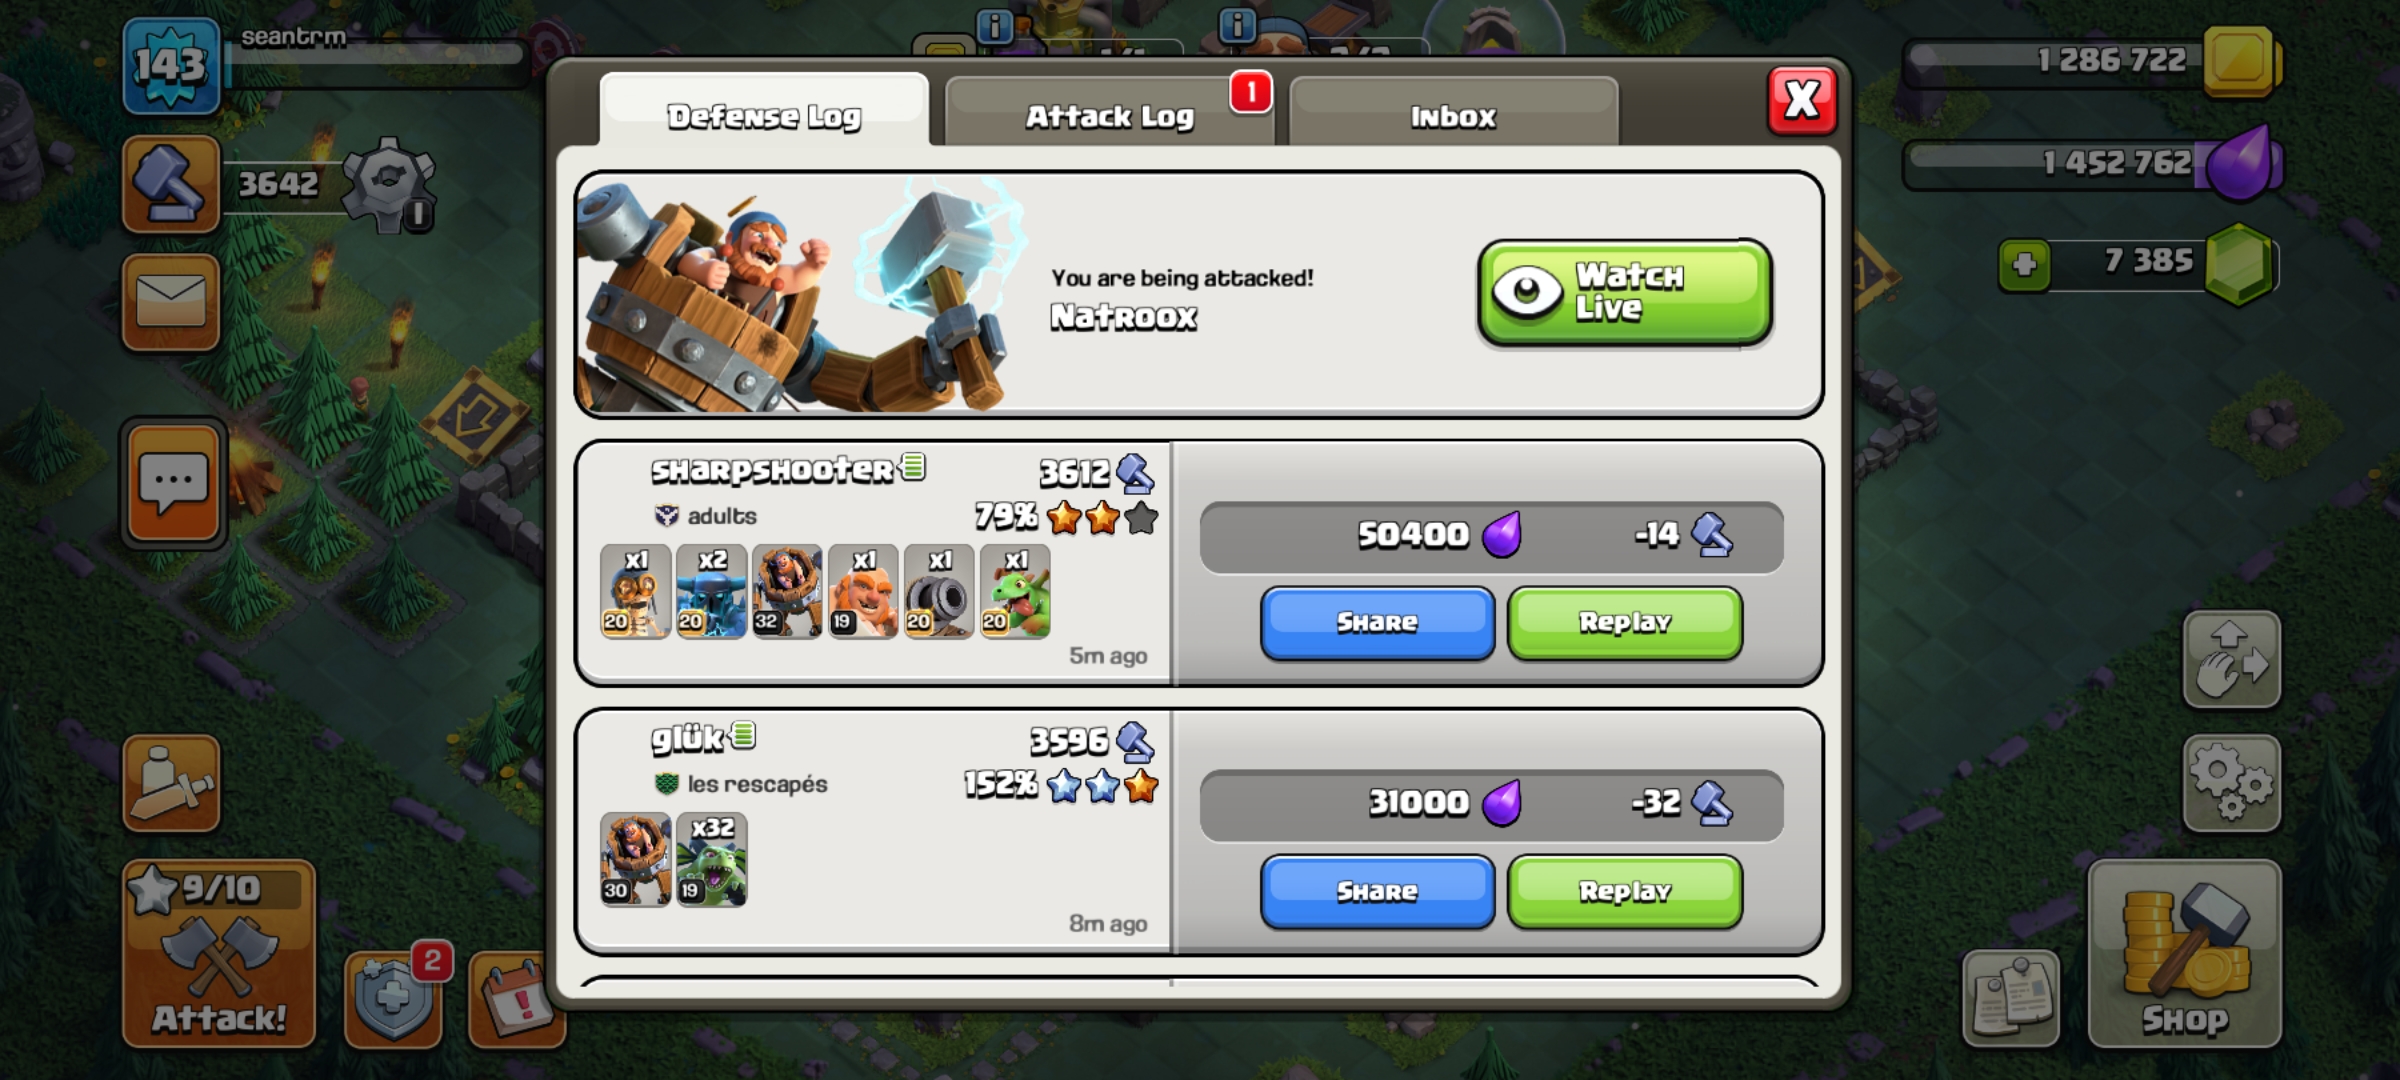 143
seantrm
3642
I
1 286 722
1 452 762
7 385
Defense Log
Attack Log
1
Inbox
X
You are being attacked!
Natroox
Watch
Live
sharpshooter
3612
adults
79%
x1
x2
x1
x1
x1
20
20
32
19
20
20
5m ago
50400
-14
Share
Replay
glük
3596
les rescapés
152%
x32
30
19
8m ago
31000
-32
Share
Replay
9/10
Attack!
2
Shop